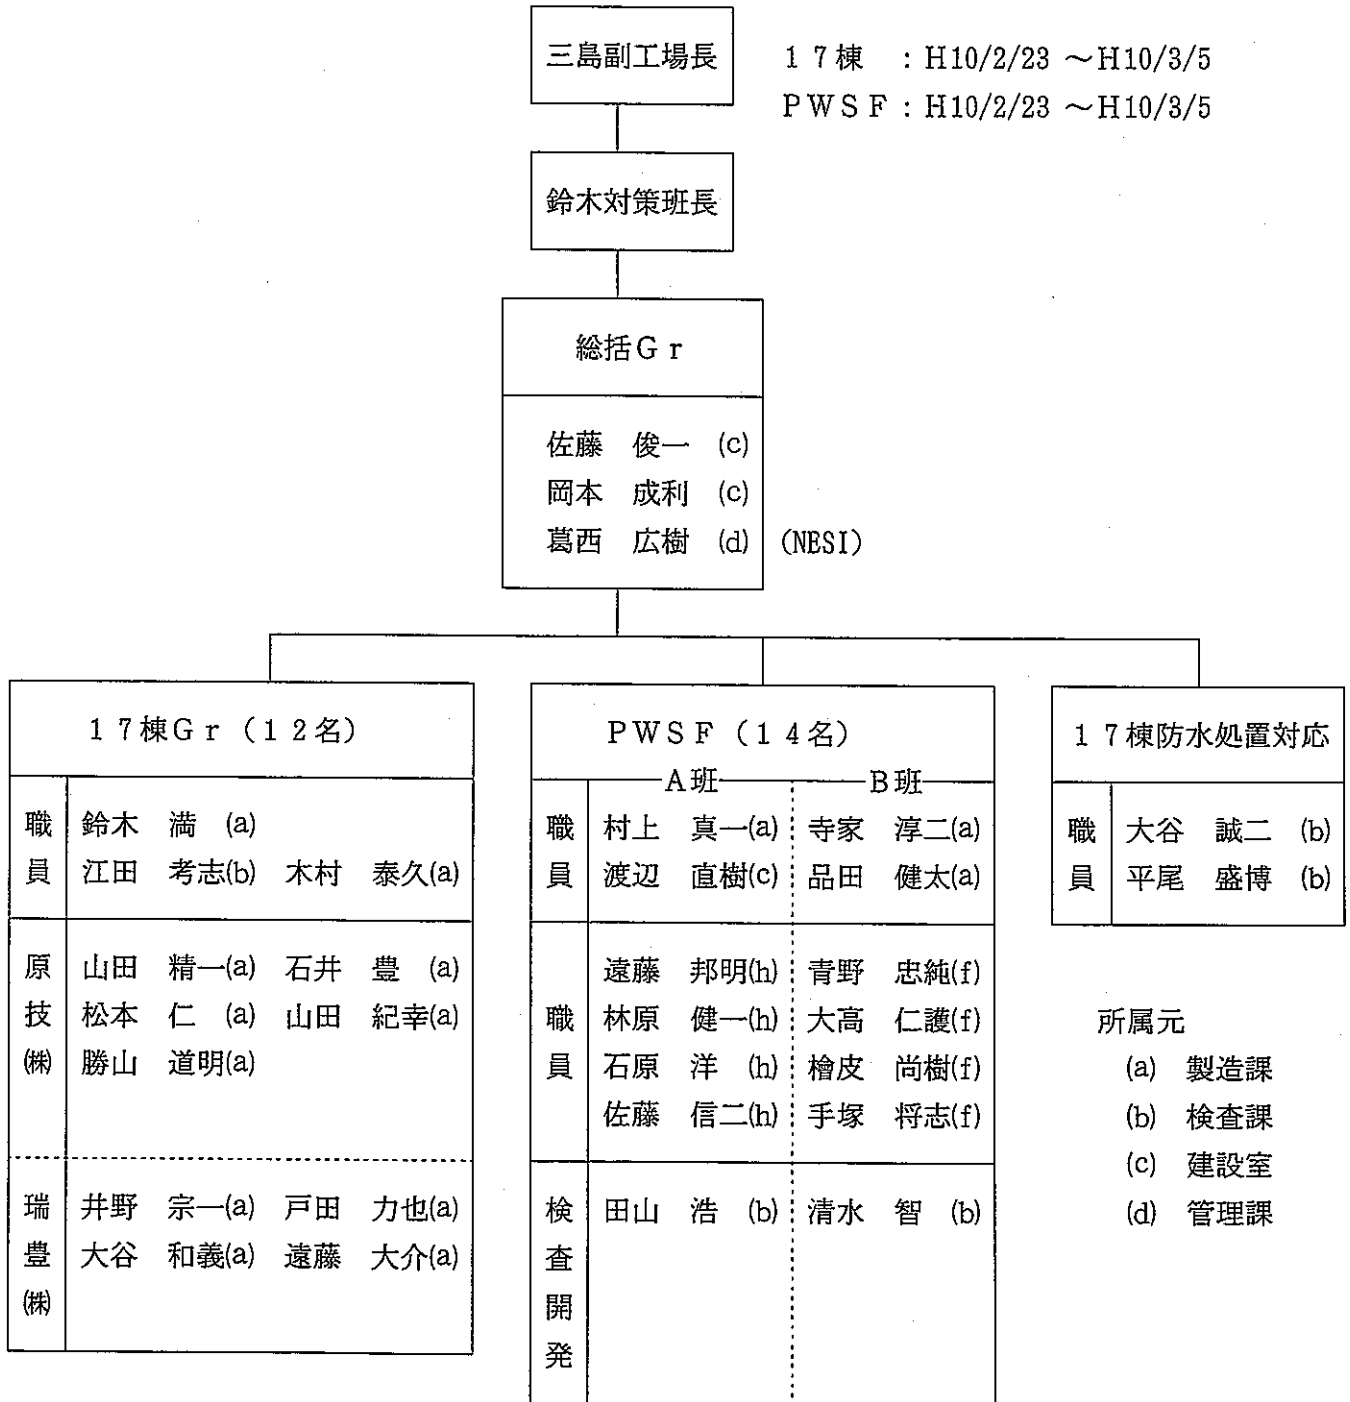 三島副工場長
17棟 : H10/2/23 ~H10/3/5
PWSF : H10/2/23 ~H10/3/5
鈴木対策班長
総括Gr
佐藤 俊一 (c)
岡本 成利 (c)
葛西 広樹 (d) (NESI)
17棟Gr (12名)
職員
鈴木 満 (a)
江田 考志(b) 木村 泰久(a)
原技㈱
山田 精一(a) 石井 豊 (a)
松本 仁 (a) 山田 紀幸(a)
勝山 道明(a)
瑞豊㈱
井野 宗一(a) 戸田 力也(a)
大谷 和義(a) 遠藤 大介(a)
PWSF (14名)
A班 B班
職員
村上 真一(a) 寺家 淳二(a)
渡辺 直樹(c) 品田 健太(a)
職員
遠藤 邦明(h) 青野 忠純(f)
林原 健一(h) 大高 仁護(f)
石原 洋 (h) 檜皮 尚樹(f)
佐藤 信二(h) 手塚 将志(f)
検査開発
田山 浩 (b) 清水 智 (b)
17棟防水処置対応
職員
大谷 誠二 (b)
平尾 盛博 (b)
所属元
(a) 製造課
(b) 検査課
(c) 建設室
(d) 管理課